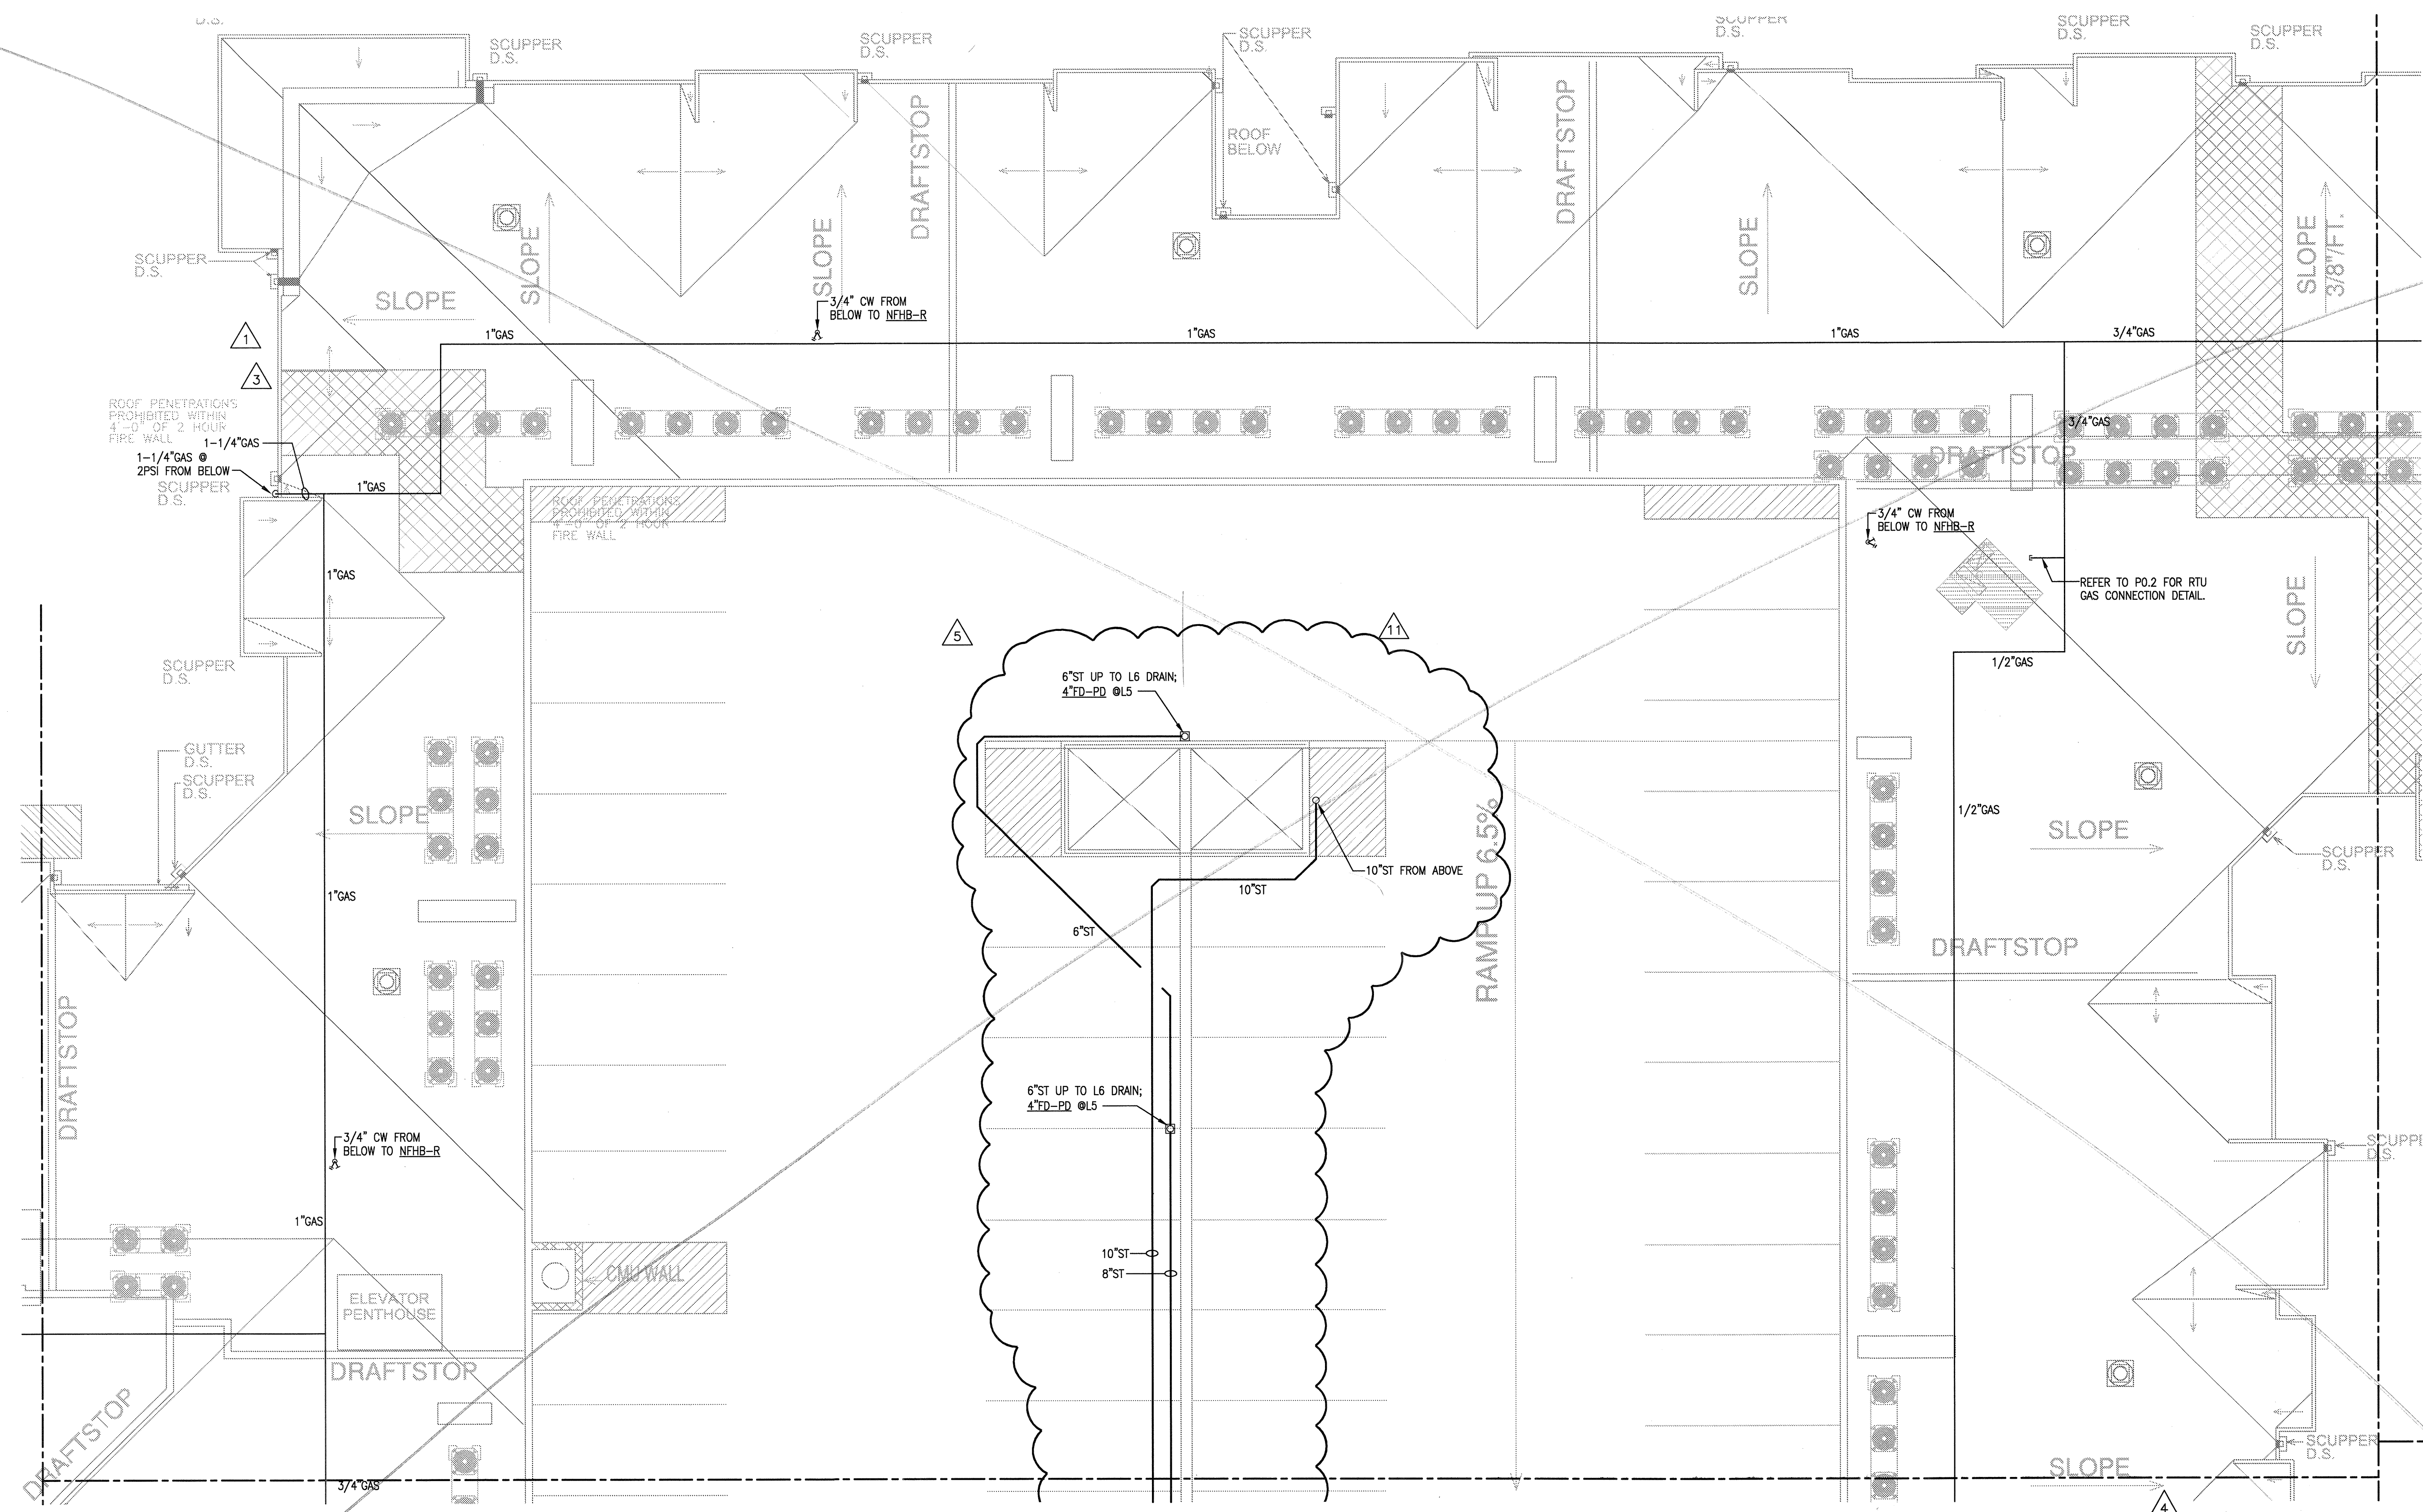 D.S.
SCUPPER
D.S.
SCUPPER
D.S.
SCUPPER
D.S.
SCUPPER
D.S.
SCUPPER
D.S.
SCUPPER
D.S.
DRAFTSTOP
ROOF
BELOW
DRAFTSTOP
SCUPPER
D.S.
SLOPE
SLOPE
SLOPE
SLOPE
SLOPE
3/8"/FT.
3/4" CW FROM
BELOW TO NFHB-R
1
1"GAS
1"GAS
1"GAS
3/4"GAS
3
ROOF PENETRATIONS
PROHIBITED WITHIN
4'-0" OF 2 HOUR
FIRE WALL
1-1/4"GAS
1-1/4"GAS @
2PSI FROM BELOW
SCUPPER
D.S.
1"GAS
3/4"GAS
DRAFTSTOP
ROOF PENETRATIONS
PROHIBITED WITHIN
4'-0" OF 2 HOUR
FIRE WALL
3/4" CW FROM
BELOW TO NFHB-R
1"GAS
REFER TO P0.2 FOR RTU
GAS CONNECTION DETAIL.
SLOPE
5
11
SCUPPER
D.S.
6"ST UP TO L6 DRAIN;
4"FD-PD @L5
1/2"GAS
GUTTER
D.S.
SCUPPER
D.S.
SLOPE
1/2"GAS
SLOPE
SCUPPER
D.S.
10"ST FROM ABOVE
10"ST
1"GAS
6"ST
RAMP UP 6.5%
DRAFTSTOP
DRAFTSTOP
6"ST UP TO L6 DRAIN;
4"FD-PD @L5
3/4" CW FROM
BELOW TO NFHB-R
SCUPPE
D.S.
1"GAS
10"ST
8"ST
CMU WALL
ELEVATOR
PENTHOUSE
DRAFTSTOP
DRAFTSTOP
SCUPPER
D.S.
SLOPE
3/4"GAS
4